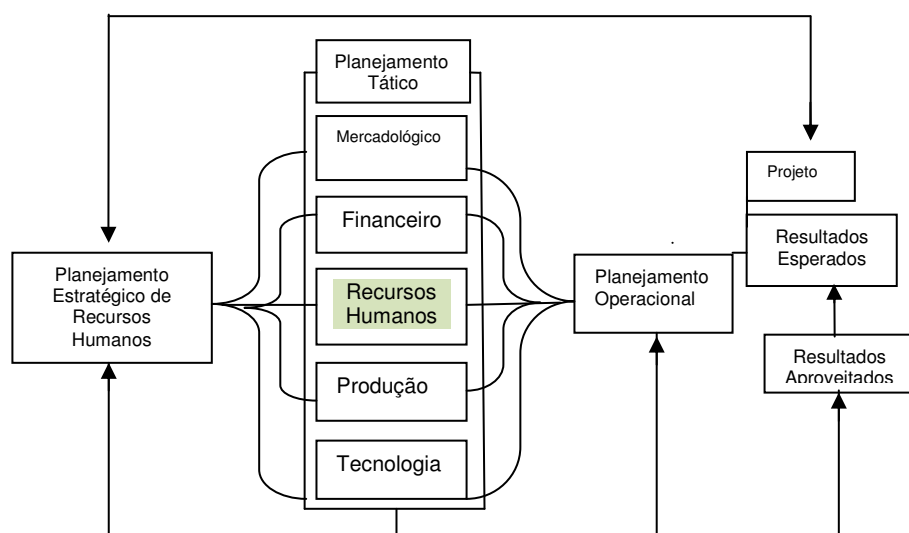 Planejamento
Tático
Mercadológico
Financeiro
Recursos
Humanos
Produção
Tecnologia
Planejamento
Estratégico de
Recursos
Humanos
Planejamento
Operacional
Projeto
Resultados
Esperados
Resultados
Aproveitados